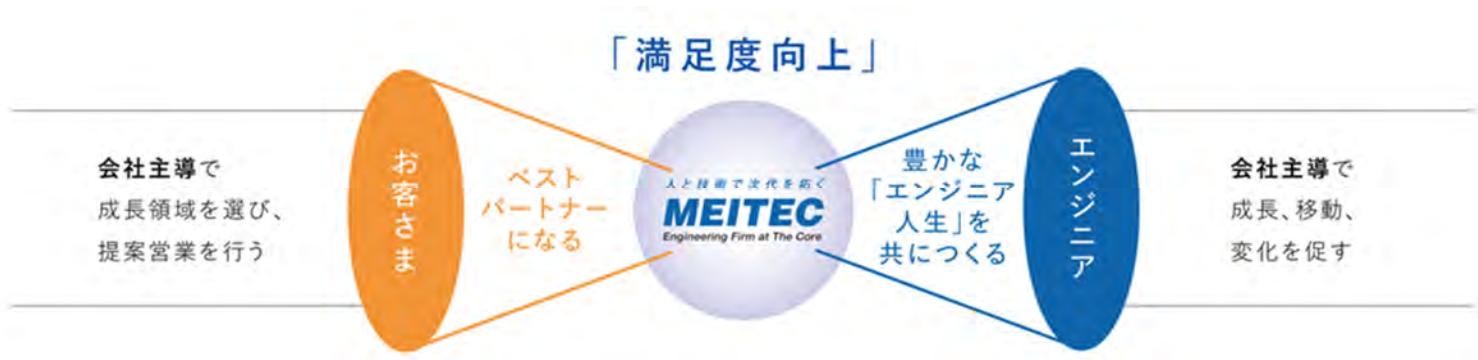 「満足度向上」
会社主導で
成長領域を選び、
提案営業を行う
お客さま
ベスト
パートナー
になる
人と技術で次代を拓く
MEITEC
Engineering Firm at The Core
豊かな
「エンジニア
人生」を
共につくる
エンジニア
会社主導で
成長、移動、
変化を促す